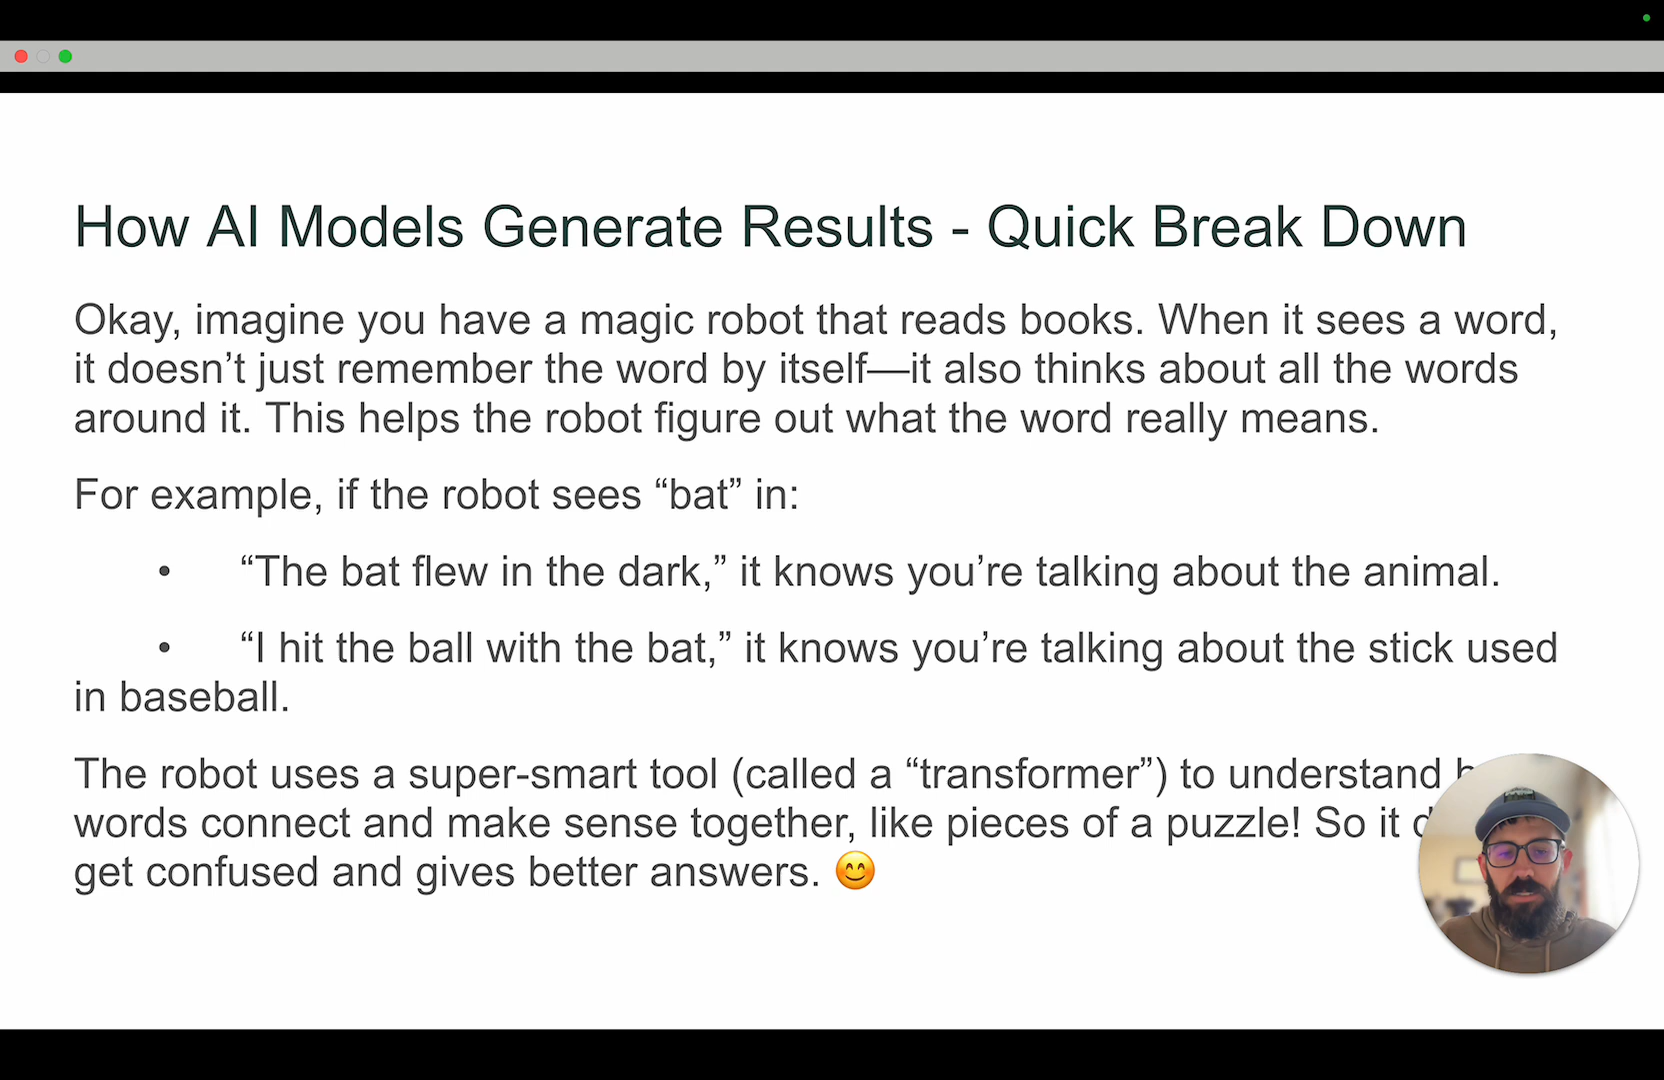 How AI Models Generate Results - Quick Break Down
Okay, imagine you have a magic robot that reads books. When it sees a word,
it doesn’t just remember the word by itself—it also thinks about all the words
around it. This helps the robot figure out what the word really means.
For example, if the robot sees “bat” in:
• “The bat flew in the dark,” it knows you’re talking about the animal.
• “I hit the ball with the bat,” it knows you’re talking about the stick used
in baseball.
The robot uses a super-smart tool (called a “transformer”) to understand
words connect and make sense together, like pieces of a puzzle! So it
get confused and gives better answers. 😊